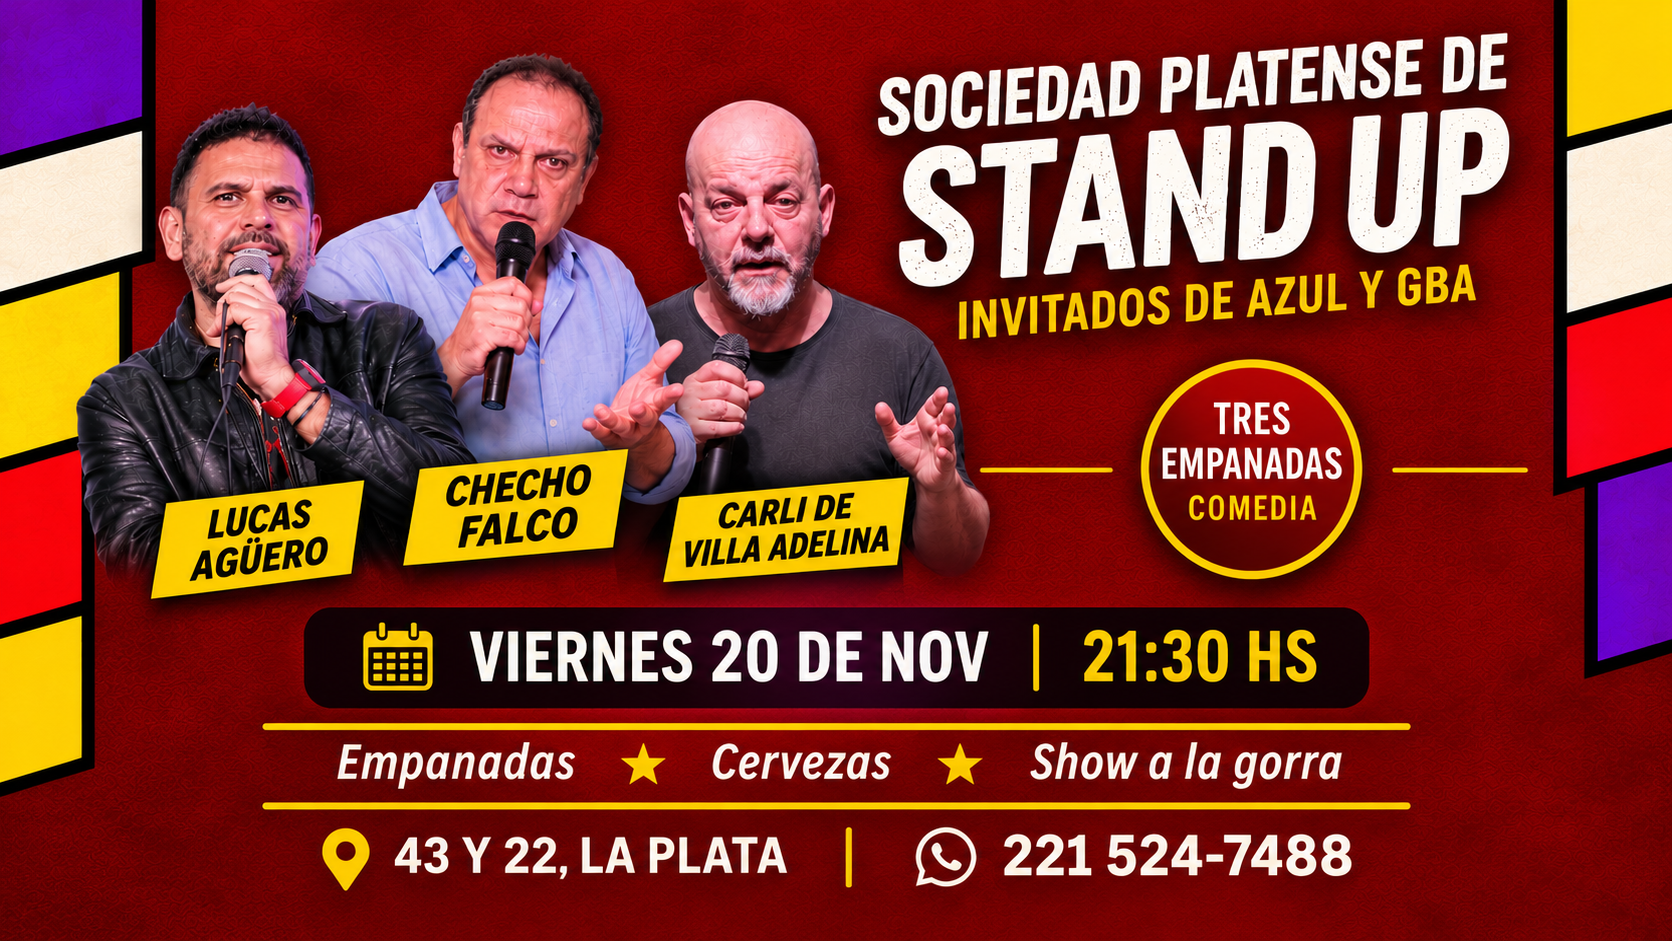 SOCIEDAD PLATENSE DE
STAND UP
INVITADOS DE AZUL Y GBA
TRES
EMPANADAS
COMEDIA
LUCAS
AGÜERO
CHECHO
FALCO
CARLI DE
VILLA ADELINA
VIERNES 20 DE NOV | 21:30 HS
Empanadas ★ Cervezas ★ Show a la gorra
43 Y 22, LA PLATA | 221 524-7488